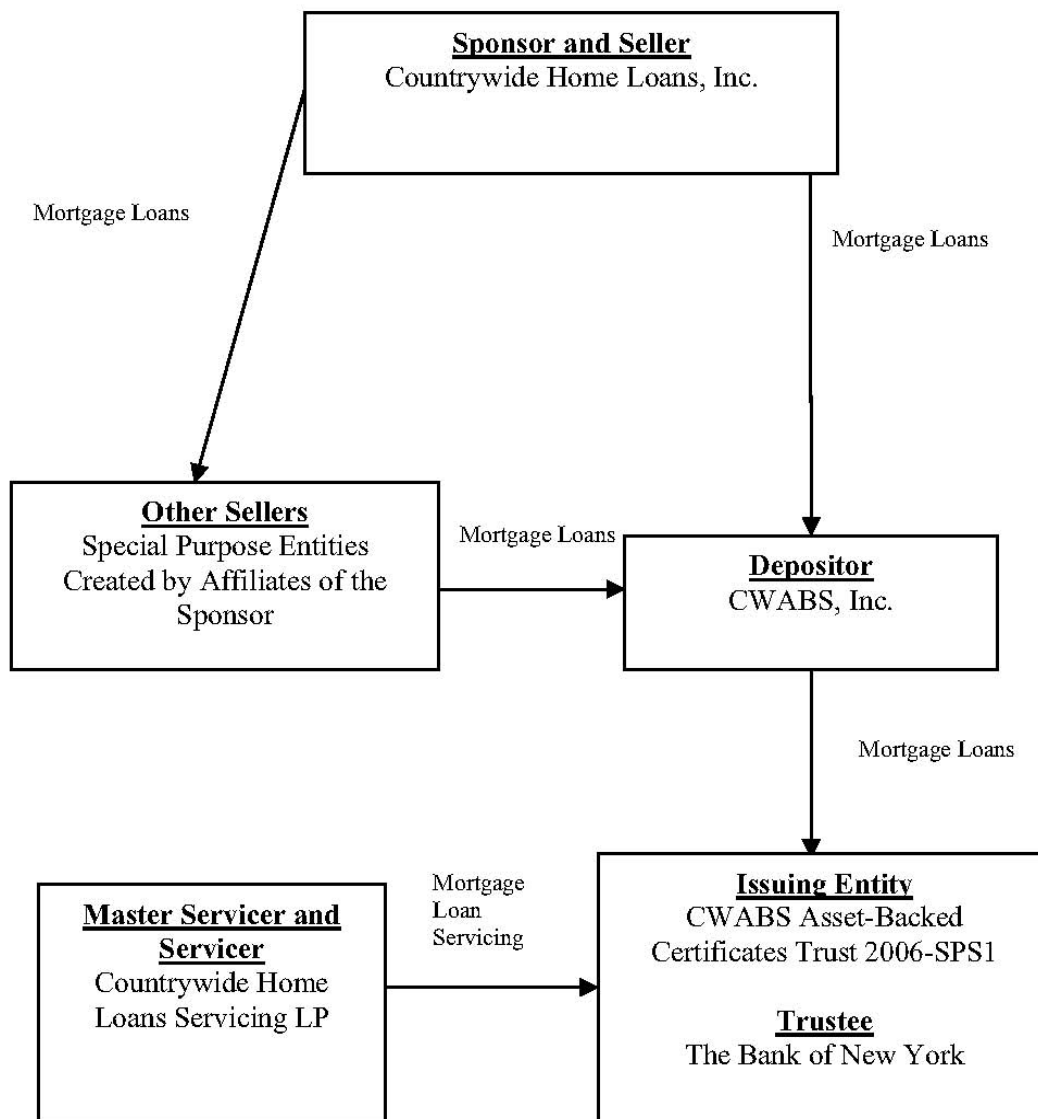 Sponsor and Seller
Countrywide Home Loans, Inc.
Mortgage Loans
Mortgage Loans
Other Sellers
Special Purpose Entities
Created by Affiliates of the
Sponsor
Mortgage Loans
Depositor
CWABS, Inc.
Mortgage Loans
Master Servicer and
Servicer
Countrywide Home
Loans Servicing LP
Mortgage
Loan
Servicing
Issuing Entity
CWABS Asset-Backed
Certificates Trust 2006-SPS1
Trustee
The Bank of New York